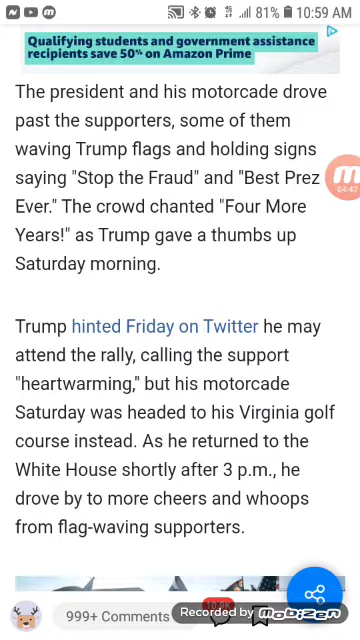 81% 10:59 AM
Qualifying students and government assistance
recipients save 50% on Amazon Prime
The president and his motorcade drove
past the supporters, some of them
waving Trump flags and holding signs
saying "Stop the Fraud" and "Best Prez
Ever." The crowd chanted "Four More
Years!" as Trump gave a thumbs up
Saturday morning.
04:42
Trump hinted Friday on Twitter he may
attend the rally, calling the support
"heartwarming," but his motorcade
Saturday was headed to his Virginia golf
course instead. As he returned to the
White House shortly after 3 p.m., he
drove by to more cheers and whoops
from flag-waving supporters.
999+ Comments
Recorded by Mobizen